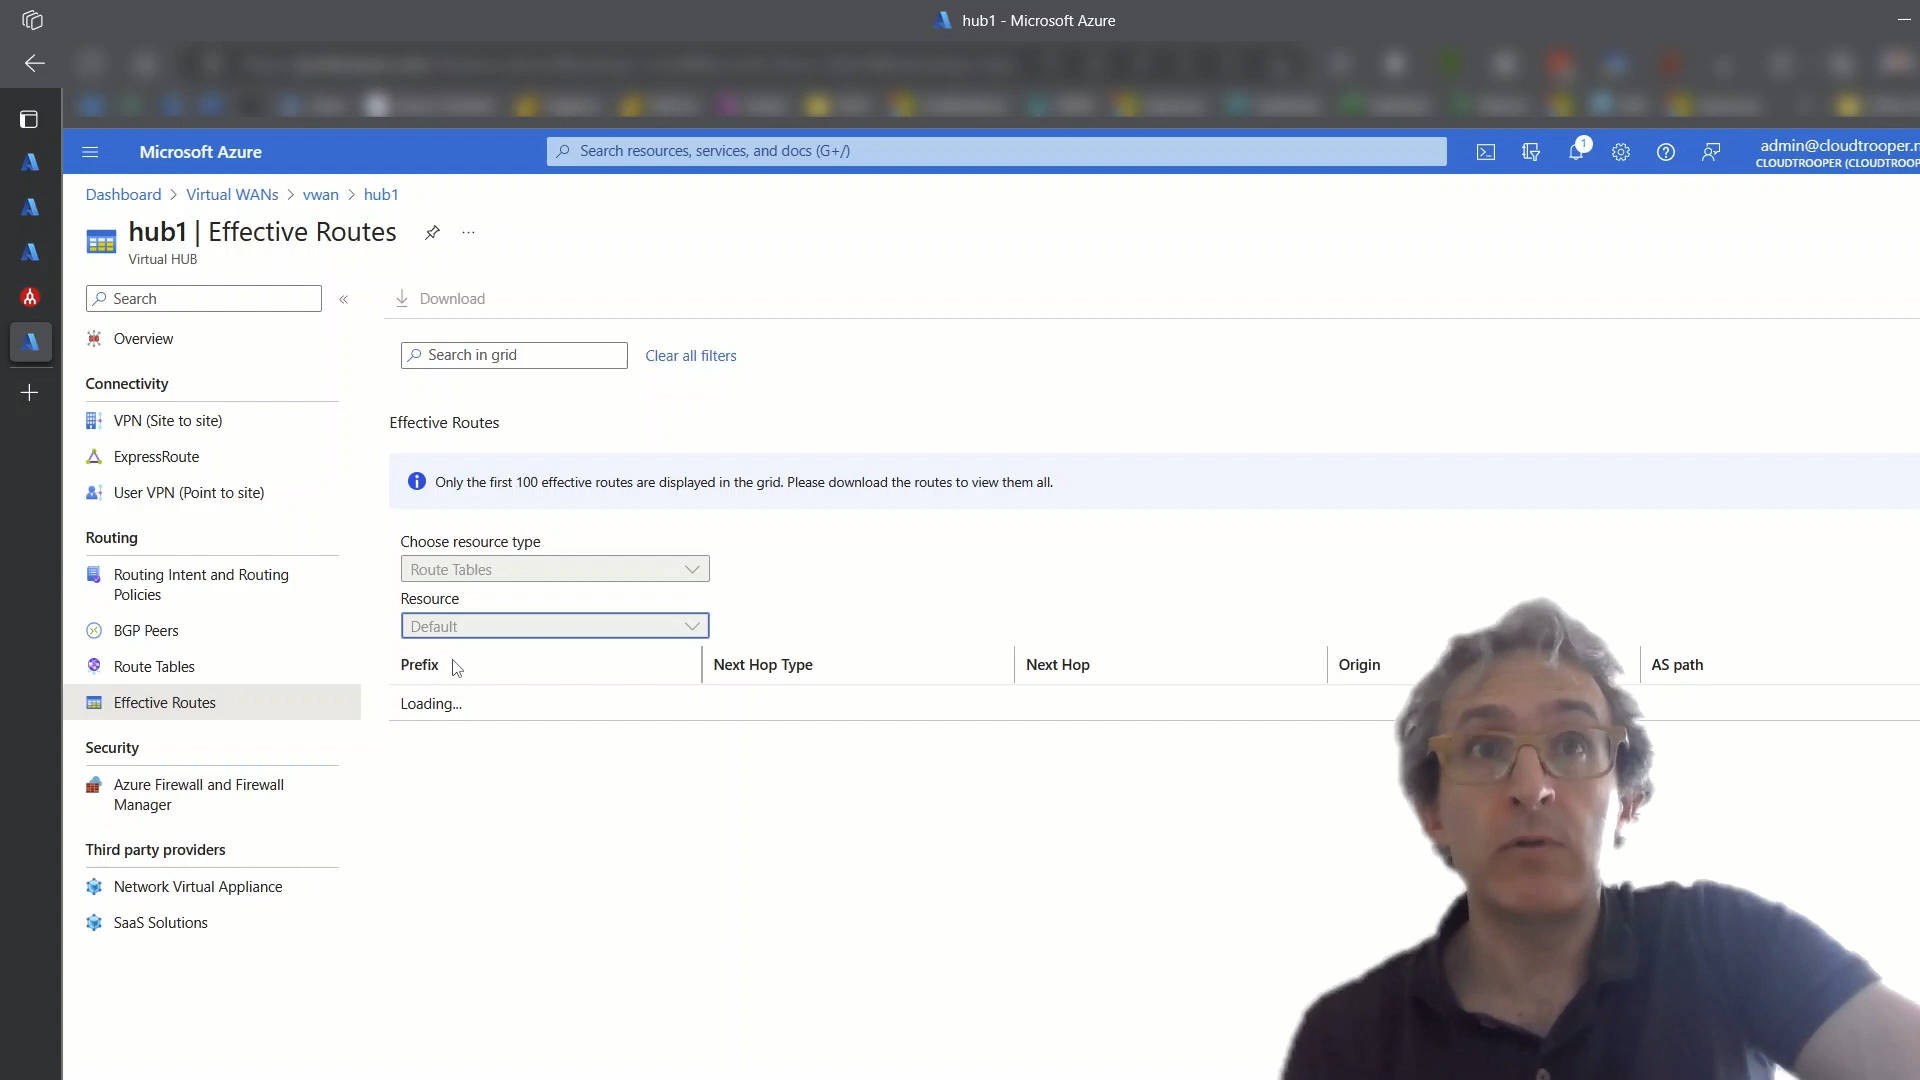 hub1 - Microsoft Azure
Microsoft Azure
Search resources, services, and docs (G+/)
1
admin@cloudtrooper.n
CLOUDTROOPER (CLOUDTROOP
Dashboard > Virtual WANs > vwan > hub1
hub1 | Effective Routes
Virtual HUB
Search
Download
Overview
Search in grid
Clear all filters
Connectivity
VPN (Site to site)
ExpressRoute
User VPN (Point to site)
Effective Routes
Only the first 100 effective routes are displayed in the grid. Please download the routes to view them all.
Routing
Routing Intent and Routing
Policies
BGP Peers
Route Tables
Effective Routes
Choose resource type
Route Tables
Resource
Default
Prefix
Next Hop Type
Next Hop
Origin
AS path
Loading...
Security
Azure Firewall and Firewall
Manager
Third party providers
Network Virtual Appliance
SaaS Solutions